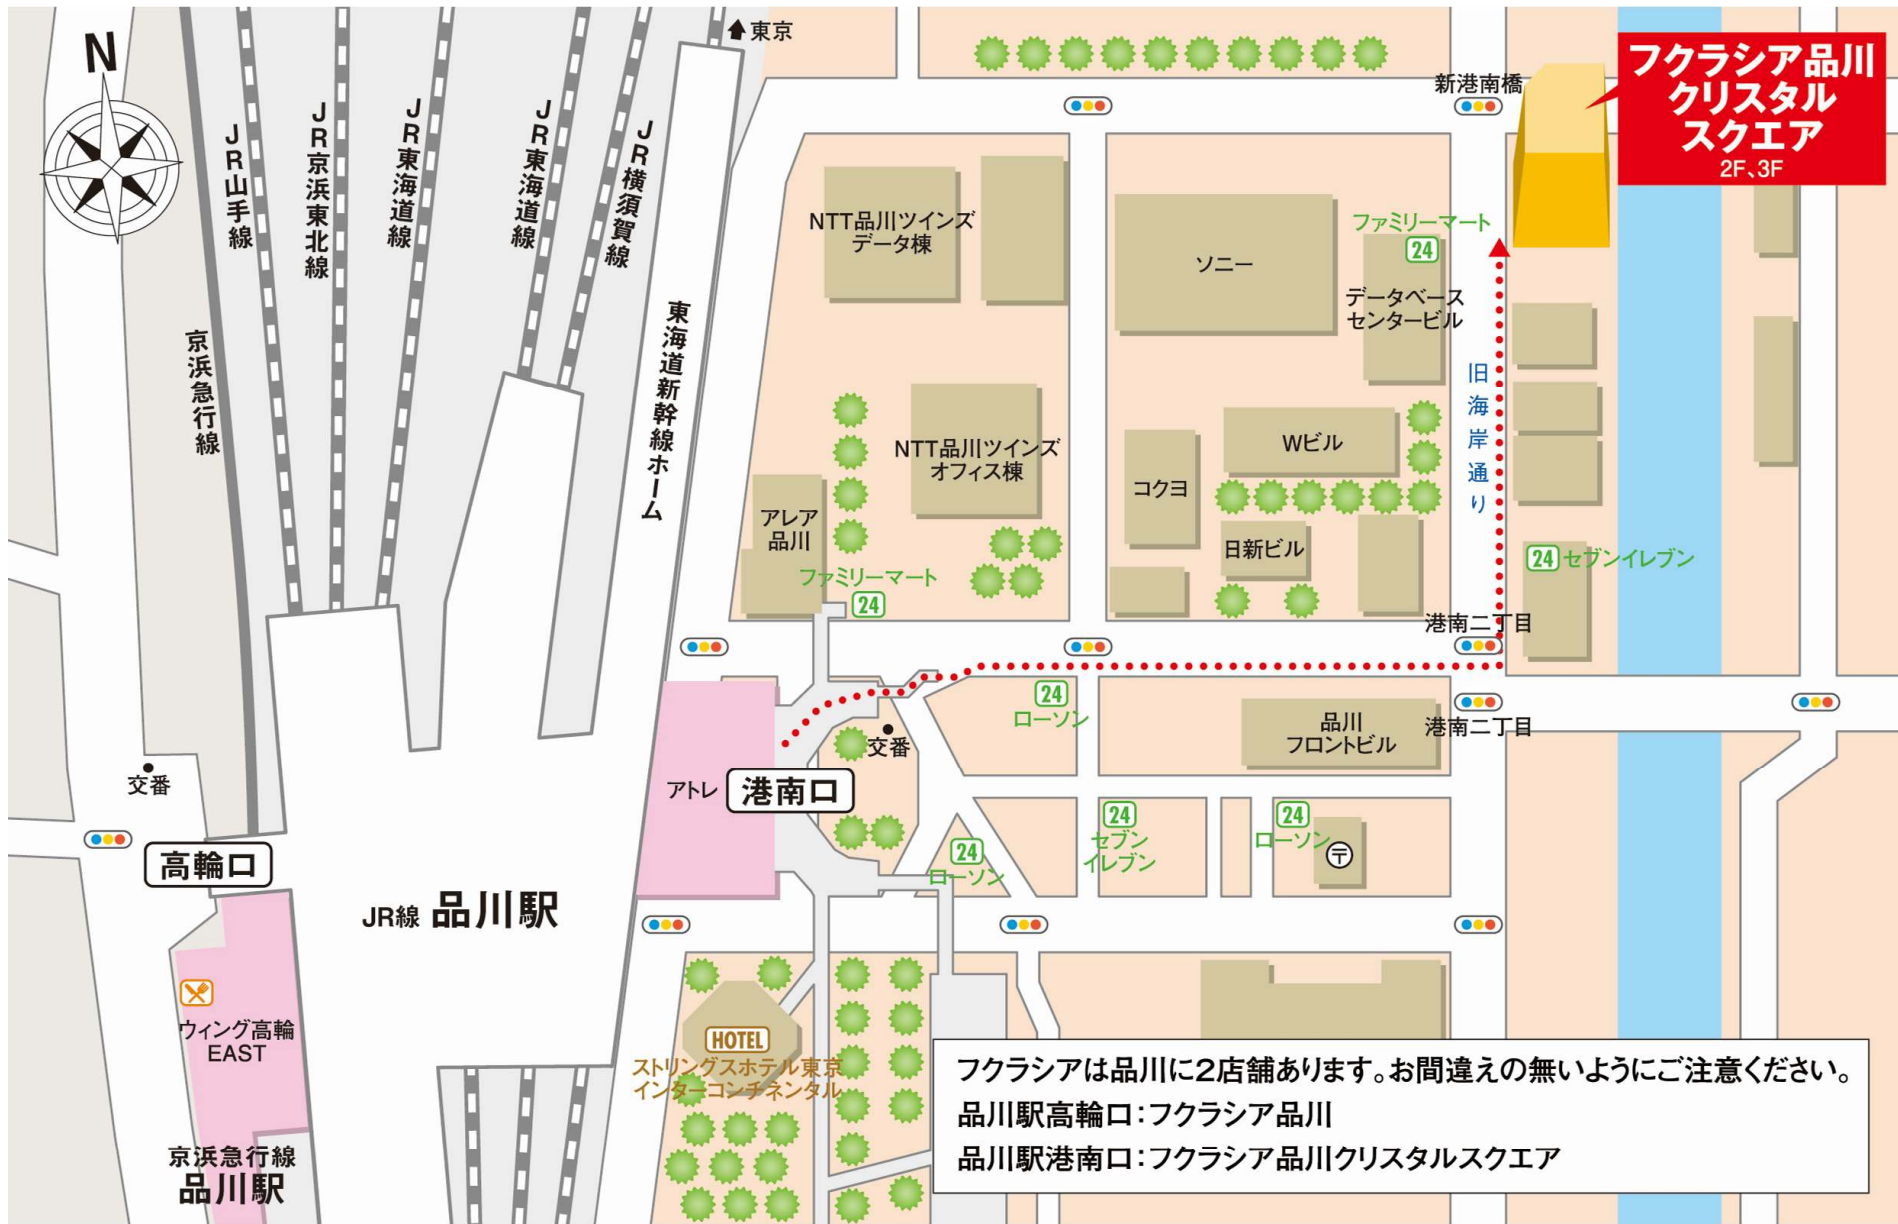 N
東京
JR山手線
JR京浜東北線
JR東海道線
JR東海道線
JR横須賀線
京浜急行線
東海道新幹線ホーム
新港南橋
フクラシア品川
クリスタル
スクエア
2F、3F
NTT品川ツインズ
データ棟
ソニー
ファミリーマート
24
データベース
センタービル
旧海岸通り
NTT品川ツインズ
オフィス棟
Wビル
コクヨ
日新ビル
アレア
品川
ファミリーマート
24
24 セブンイレブン
港南二丁目
24
ローソン
品川
フロントビル
港南二丁目
交番
交番
アトレ
港南口
高輪口
24
セブン
イレブン
24
ローソン
〒
24
ローソン
JR線 品川駅
ウィング高輪
EAST
HOTEL
ストリングスホテル東京
インターコンチネンタル
京浜急行線
品川駅
フクラシアは品川に2店舗あります。お間違えの無いようにご注意ください。
品川駅高輪口：フクラシア品川
品川駅港南口：フクラシア品川クリスタルスクエア